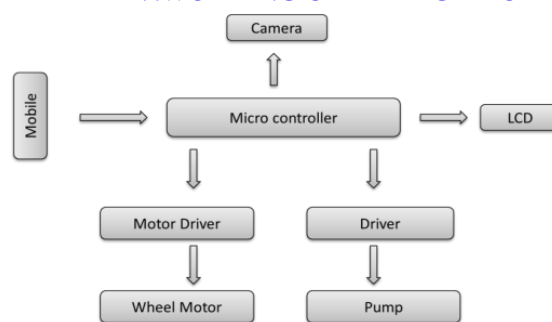 Camera
Mobile
Micro controller
LCD
Motor Driver
Driver
Wheel Motor
Pump